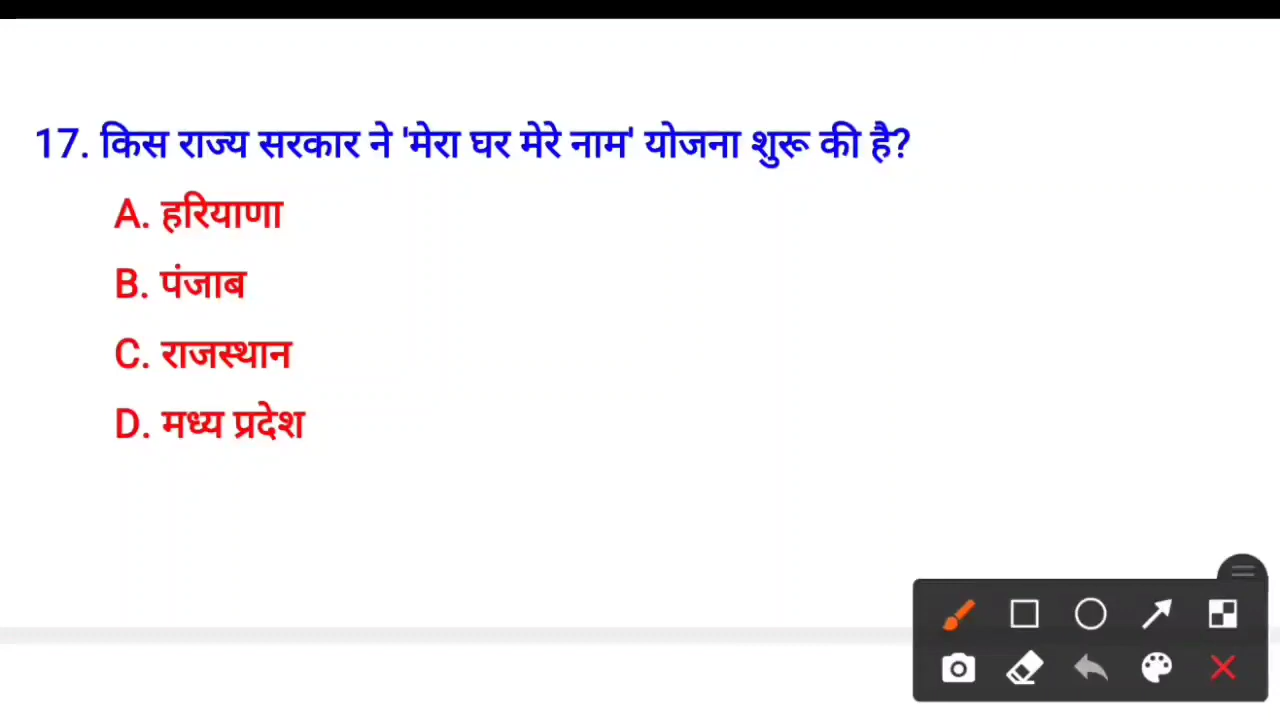 17. किस राज्य सरकार ने 'मेरा घर मेरे नाम' योजना शुरू की है?
A. हरियाणा
B. पंजाब
C. राजस्थान
D. मध्य प्रदेश